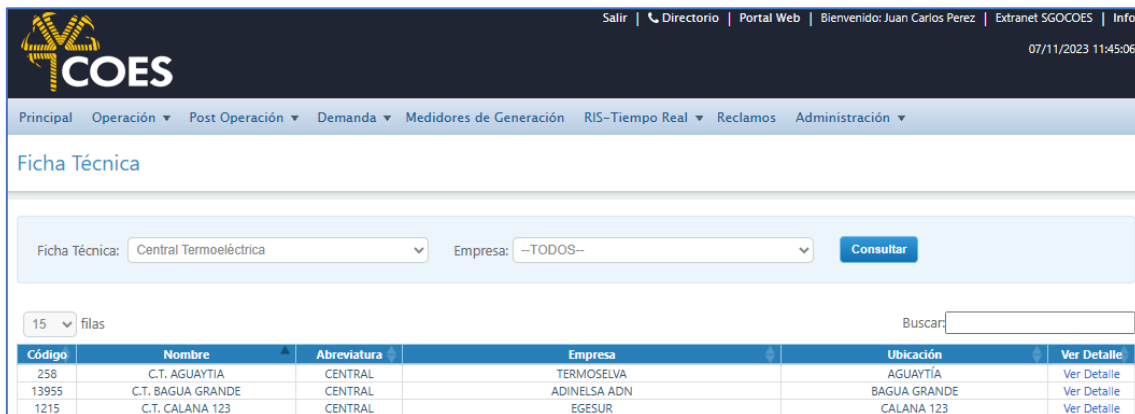 Salir | Directorio | Portal Web | Bienvenido: Juan Carlos Perez | Extranet SGOCOES | Info
07/11/2023 11:45:06
COES
Principal Operación Post Operación Demanda Medidores de Generación RIS-Tiempo Real Reclamos Administración
Ficha Técnica
Ficha Técnica: Central Termoeléctrica Empresa: --TODOS-- Consultar
15 filas Buscar:
Código Nombre Abreviatura Empresa Ubicación Ver Detalle
258 C.T. AGUAYTIA CENTRAL TERMOSELVA AGUAYTÍA Ver Detalle
13955 C.T. BAGUA GRANDE CENTRAL ADINELSA ADN BAGUA GRANDE Ver Detalle
1215 C.T. CALANA 123 CENTRAL EGESUR CALANA 123 Ver Detalle